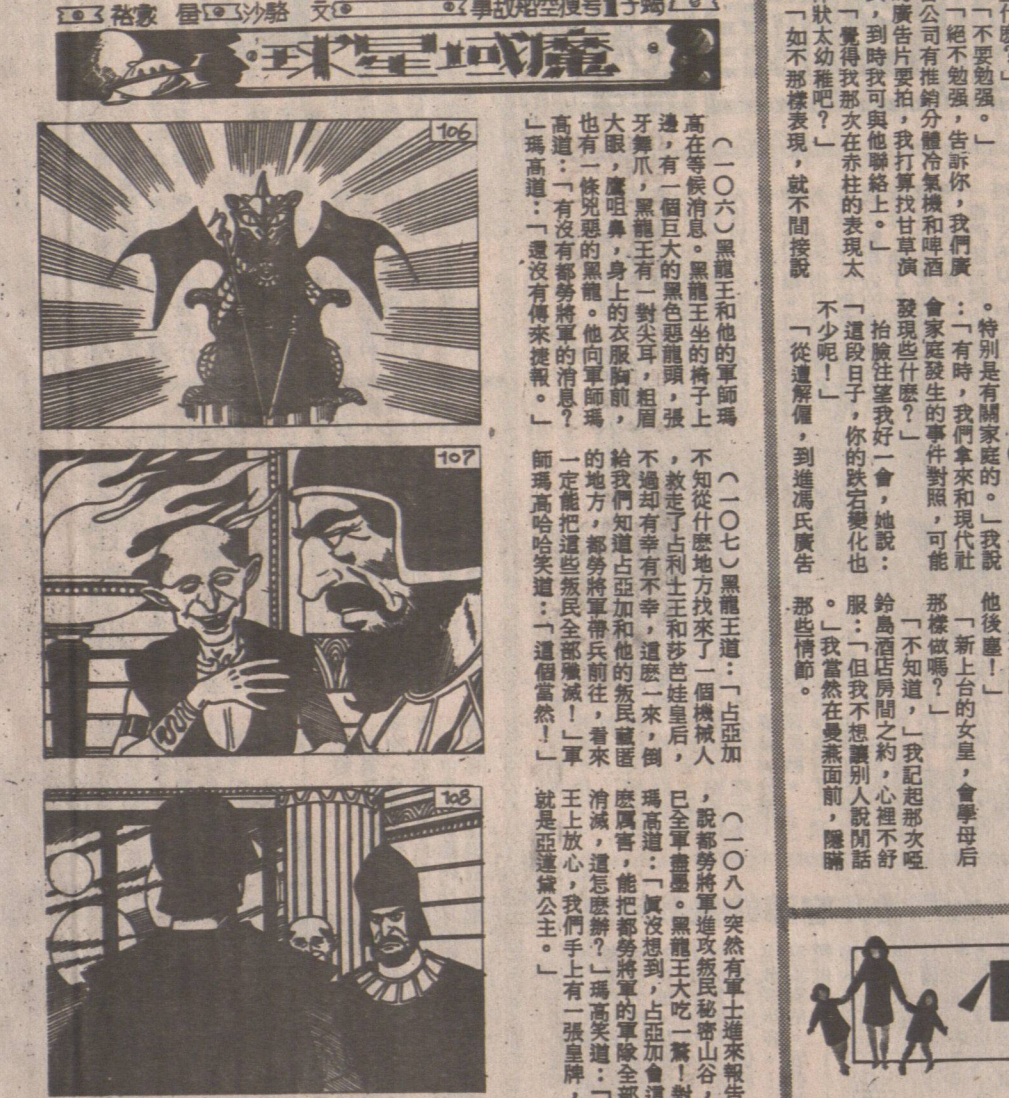 魔域星球
106
(一〇六)黑龍王和他的軍師瑪
高在等候消息。黑龍王坐的椅子上
邊,有一個巨大的黑色惡龍頭,張
牙舞爪,黑龍王有一對尖耳,粗眉
大眼,鷹咀鼻,身上的衣服胸前,
也有一條兇惡的黑龍。他向軍師瑪
高道:「有沒有都勞將軍的消息?
」瑪高道:「還沒有傳來捷報。」
107
(一〇七)黑龍王道:「占亞加
不知從什麽地方找來了一個機械人
,救走了占利士王和莎芭娃皇后,
不過却有幸有不幸,這麽一來,倒
給我們知道占亞加和他的叛民藏匿
的地方,都勞將軍帶兵前往,看來
一定能把這些叛民全部殲滅!」軍
師瑪高哈哈笑道:「這個當然!」
108
(一〇八)突然有軍士進來報告
,說都勞將軍進攻叛民秘密山谷,
已全軍盡墨。黑龍王大吃一驚!對
瑪高道:「眞沒想到,占亞加會這
麽厲害,能把都勞將軍的軍隊全部
消滅,這怎麽辦?」瑪高笑道:「
王上放心,我們手上有一張皇牌,
就是亞蓮黛公主。」
「不要勉强。」
「絕不勉强,告訴你,我們廣
公司有推銷分體冷氣機和啤酒
廣告片要拍,我打算找甘草演
,到時我可與他聯絡上。」
「覺得我那次在赤柱的表現太
狀太幼稚吧?」
「如不那樣表現,就不間接說
。特別是有關家庭的。」我說
:「有時,我們拿來和現代社
會家庭發生的事件對照,可能
發現些什麽?」
抬臉注望我好一會,她說:
「這段日子,你的跌宕變化也
不少呢!」
「從遭解僱,到進馮氏廣告
他後塵!」
「新上台的女皇,會學母后
那樣做嗎?」
「不知道,」我記起那次啞
鈴島酒店房間之約,心裡不舒
服:「但我不想讓別人說閒話
。」我當然在曼燕面前,隱瞞
那些情節。